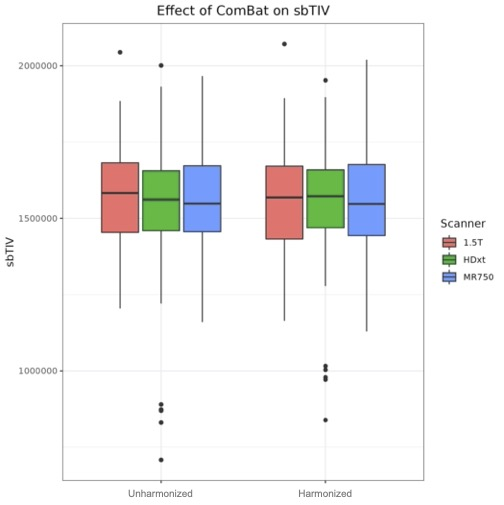 Effect of ComBat on sbTIV
2000000
1500000
1000000
sbTIV
Unharmonized
Harmonized
Scanner
1.5T
HDxt
MR750